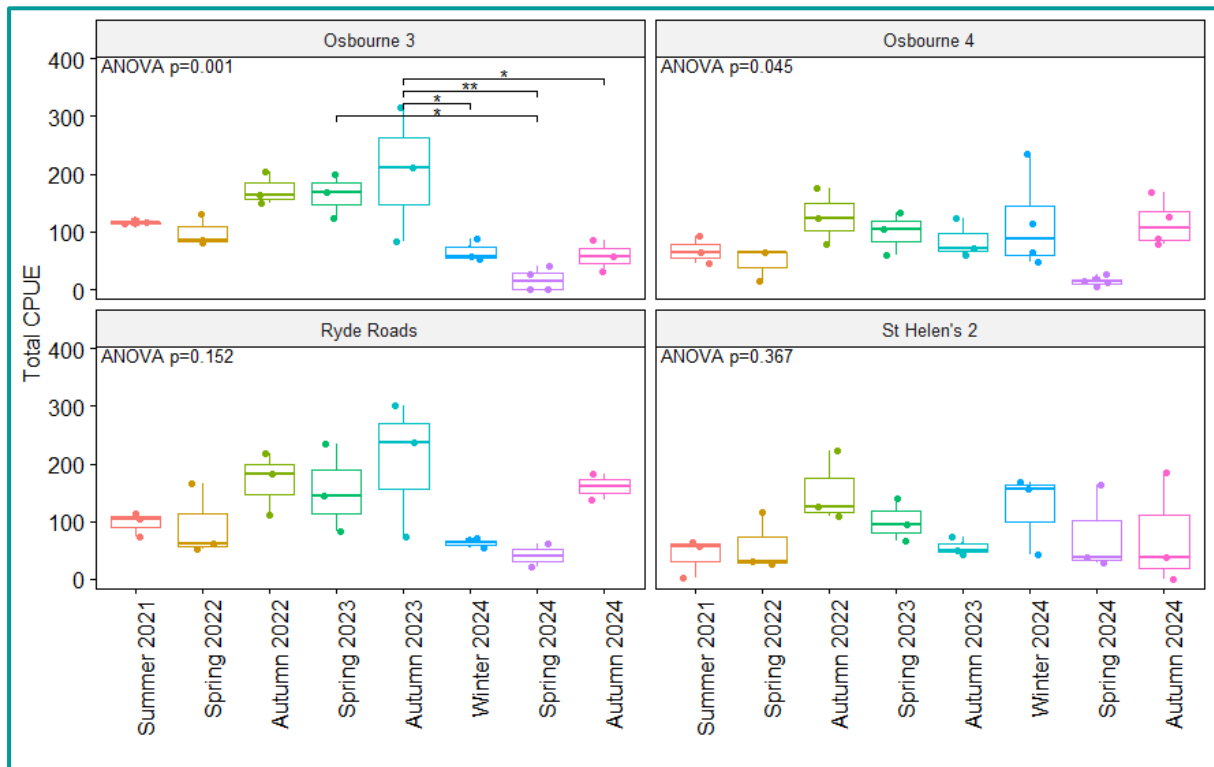 Osbourne 3
Osbourne 4
400
ANOVA p=0.001
ANOVA p=0.045
*
**
*
*
300
200
100
0
Total CPUE
Ryde Roads
St Helen's 2
400
ANOVA p=0.152
ANOVA p=0.367
300
200
100
0
Summer 2021
Spring 2022
Autumn 2022
Spring 2023
Autumn 2023
Winter 2024
Spring 2024
Autumn 2024
Summer 2021
Spring 2022
Autumn 2022
Spring 2023
Autumn 2023
Winter 2024
Spring 2024
Autumn 2024